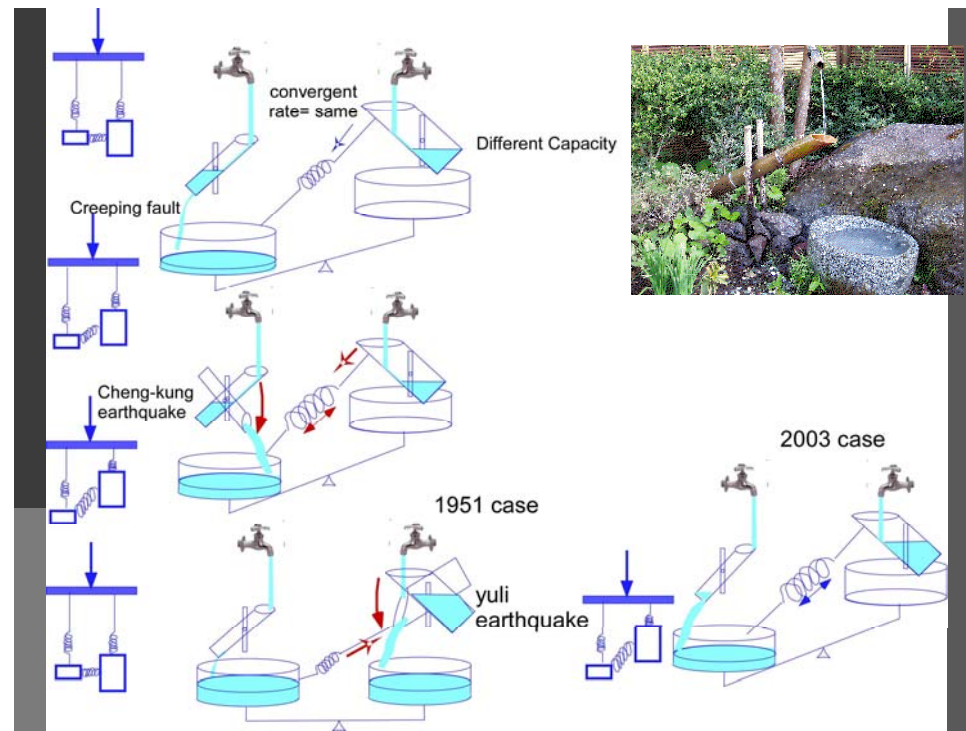 convergent
rate= same
Different Capacity
Creeping fault
Cheng-kung
earthquake
1951 case
yuli
earthquake
2003 case